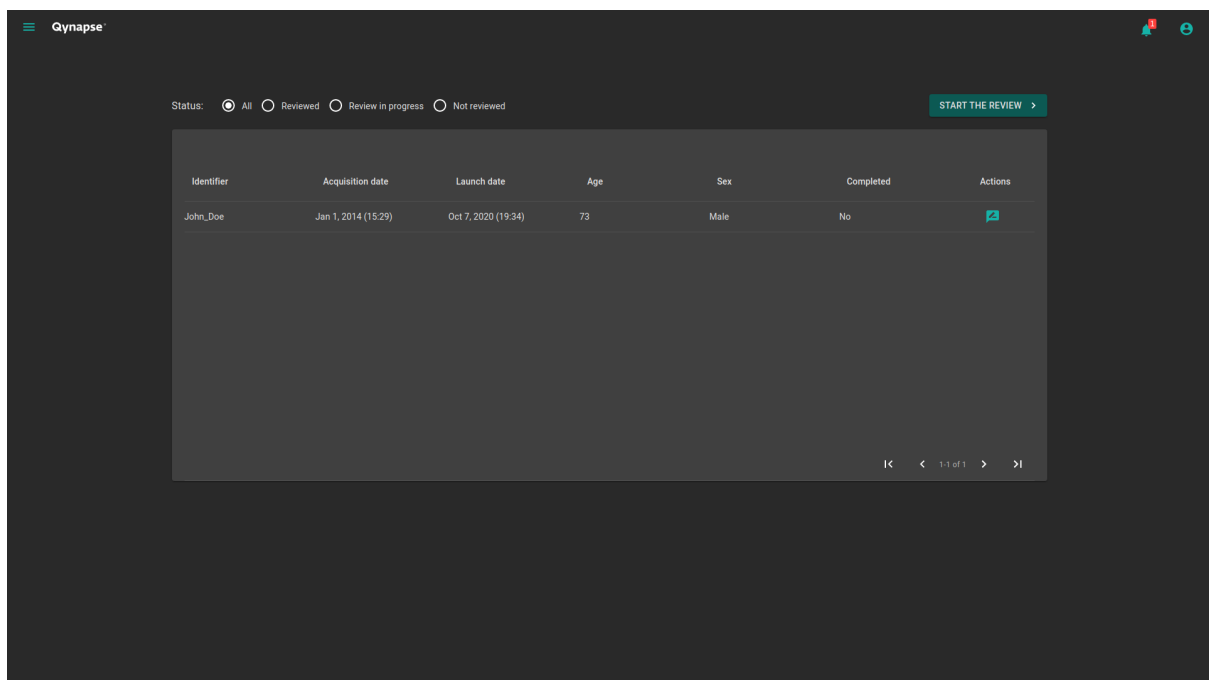 Qynapse
1
Status: All Reviewed Review in progress Not reviewed
START THE REVIEW
Identifier Acquisition date Launch date Age Sex Completed Actions
John_Doe Jan 1, 2014 (15:29) Oct 7, 2020 (19:34) 73 Male No
1-1 of 1